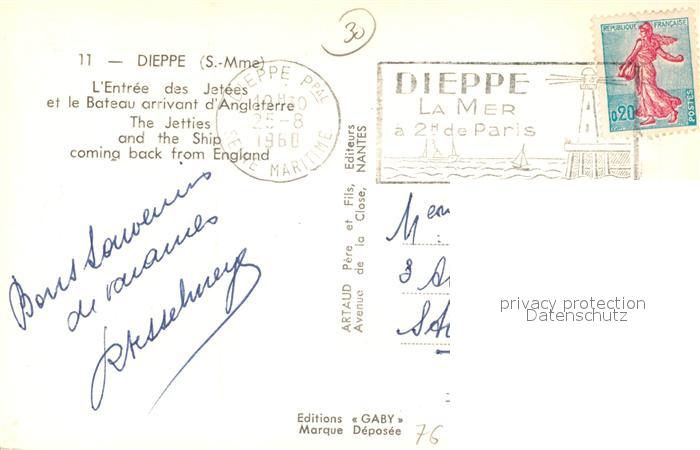 30
11 — DIEPPE (S.-Mme)
L'Entrée des Jetées
et le Bateau arrivant d'Angleterre
The Jetties
and the Ship
coming back from England
DIEPPE PPAL
25-8
1960
SEINE MARITIME
DIEPPE
LA MER
a 2H de Paris
REPUBLIQUE FRANÇAISE
0,20
POSTES
ARTAUD Père et Fils, Editeurs
Avenue de la Close, NANTES
Bons Souvenirs
de vacances
3
privacy protection
Datenschutz
Editions « GABY »
Marque Déposée
76